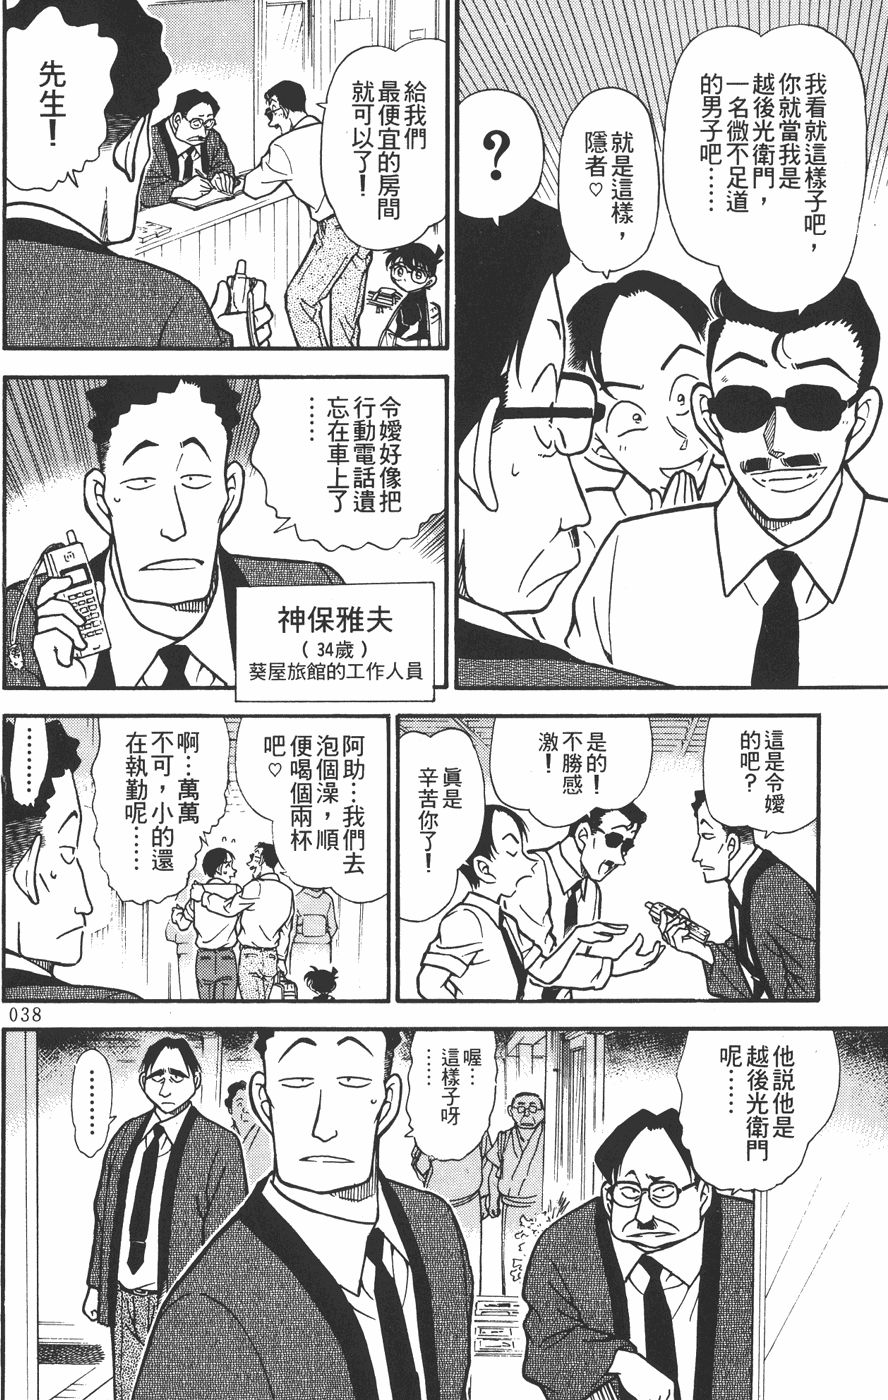 我看就這樣子吧，
你就當我是
越後光衛門，
一名微不足道
的男子吧……
就是這樣，
隱者♡
？
給我們
最便宜的房間
就可以了！
先生！
令嬡好像把
行動電話遺
忘在車上了
……
神保雅夫
（34歲）
葵屋旅館的工作人員
這是令嬡
的吧？
是的！
不勝感
激！
真是
辛苦你了！
阿助…我們去
泡個澡，順
便喝個兩杯
吧♡
啊…萬萬
不可，小的還
在執勤呢……
……
038
他說他是
越後光衛門
呢……
喔…
這樣子呀
……
……